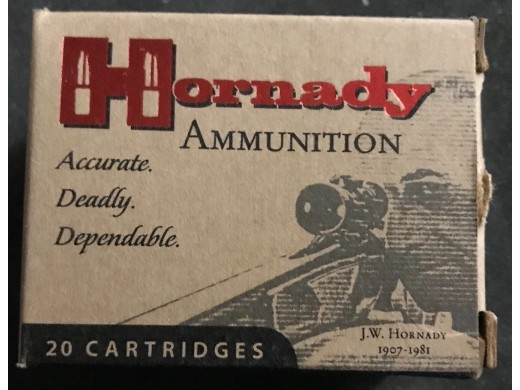 Hornady
AMMUNITION
Accurate.
Deadly.
Dependable.
J.W. HORNADY
1907-1981
20 CARTRIDGES